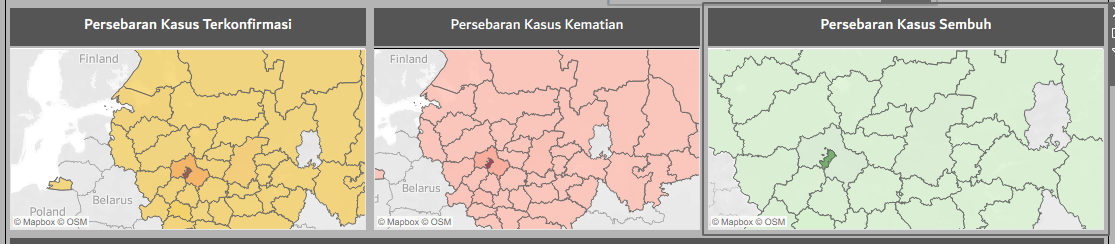 Persebaran Kasus Terkonfirmasi
Persebaran Kasus Kematian
Persebaran Kasus Sembuh
Finland
Belarus
Poland
© Mapbox © OSM
Finland
Belarus
© Mapbox © OSM
© Mapbox © OSM